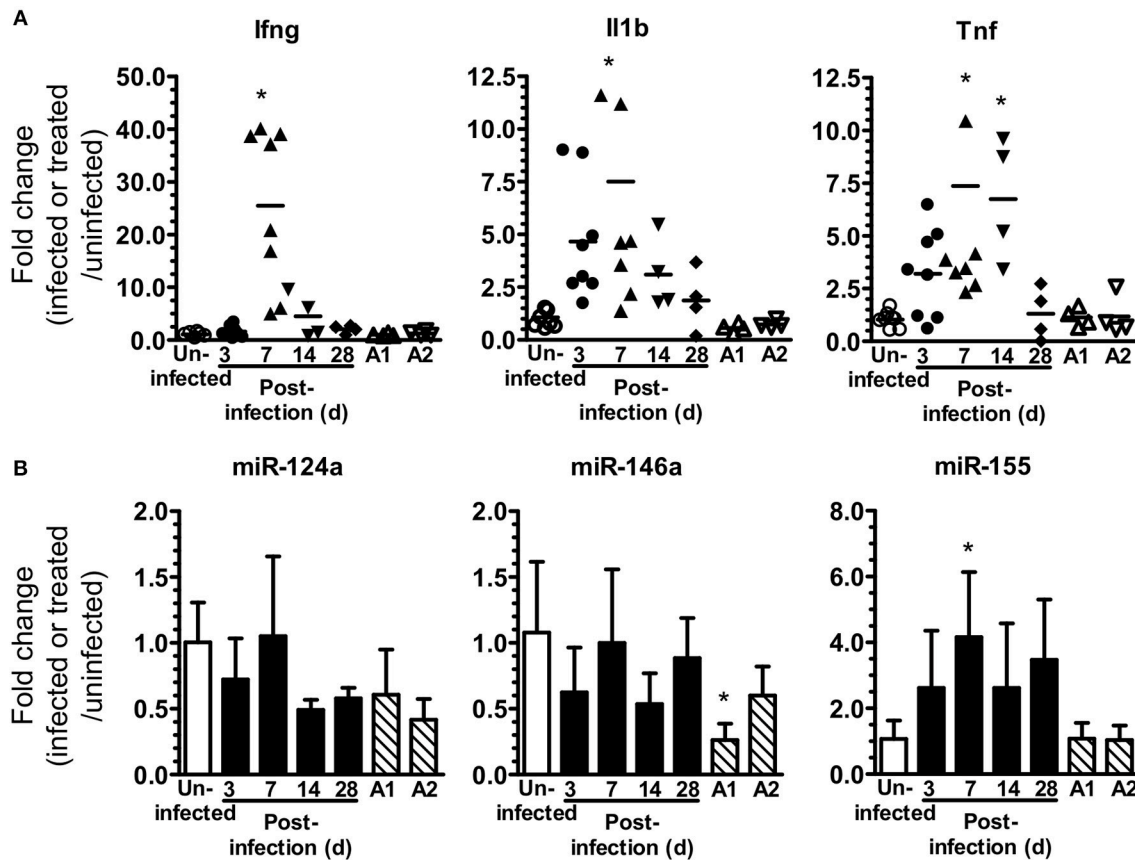 A
Ifng
Il1b
Tnf
Fold change
(infected or treated
/uninfected)
50.0
40.0
30.0
20.0
10.0
0.0
12.5
10.0
7.5
5.0
2.5
0.0
12.5
10.0
7.5
5.0
2.5
0.0
*
*
*
*
Un-
infected
3 7 14 28 A1 A2
Post-
infection (d)
Un-
infected
3 7 14 28 A1 A2
Post-
infection (d)
Un-
infected
3 7 14 28 A1 A2
Post-
infection (d)
B
miR-124a
miR-146a
miR-155
Fold change
(infected or treated
/uninfected)
2.0
1.5
1.0
0.5
0.0
2.0
1.5
1.0
0.5
0.0
8.0
6.0
4.0
2.0
0.0
*
*
Un-
infected
3 7 14 28 A1 A2
Post-
infection (d)
Un-
infected
3 7 14 28 A1 A2
Post-
infection (d)
Un-
infected
3 7 14 28 A1 A2
Post-
infection (d)